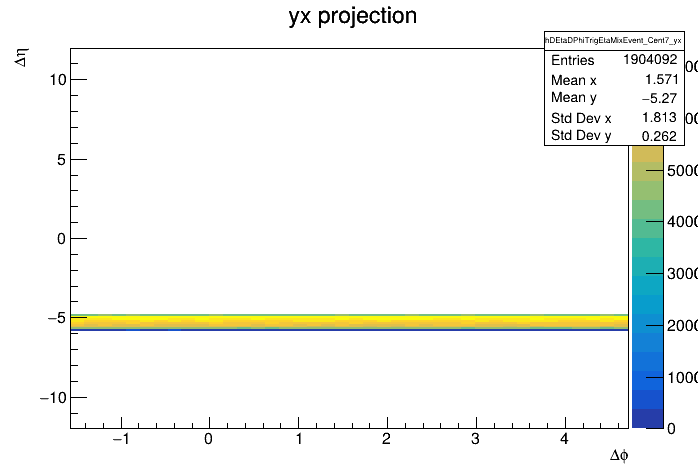 yx projection
hDEtaDPhiTrigEtaMixEvent_Cent7_yx
Entries 1904092
Mean x 1.571
Mean y −5.27
Std Dev x 1.813
Std Dev y 0.262
Δη
10
5
0
−5
−10
−1 0 1 2 3 4
Δϕ
5000
4000
3000
2000
1000
0